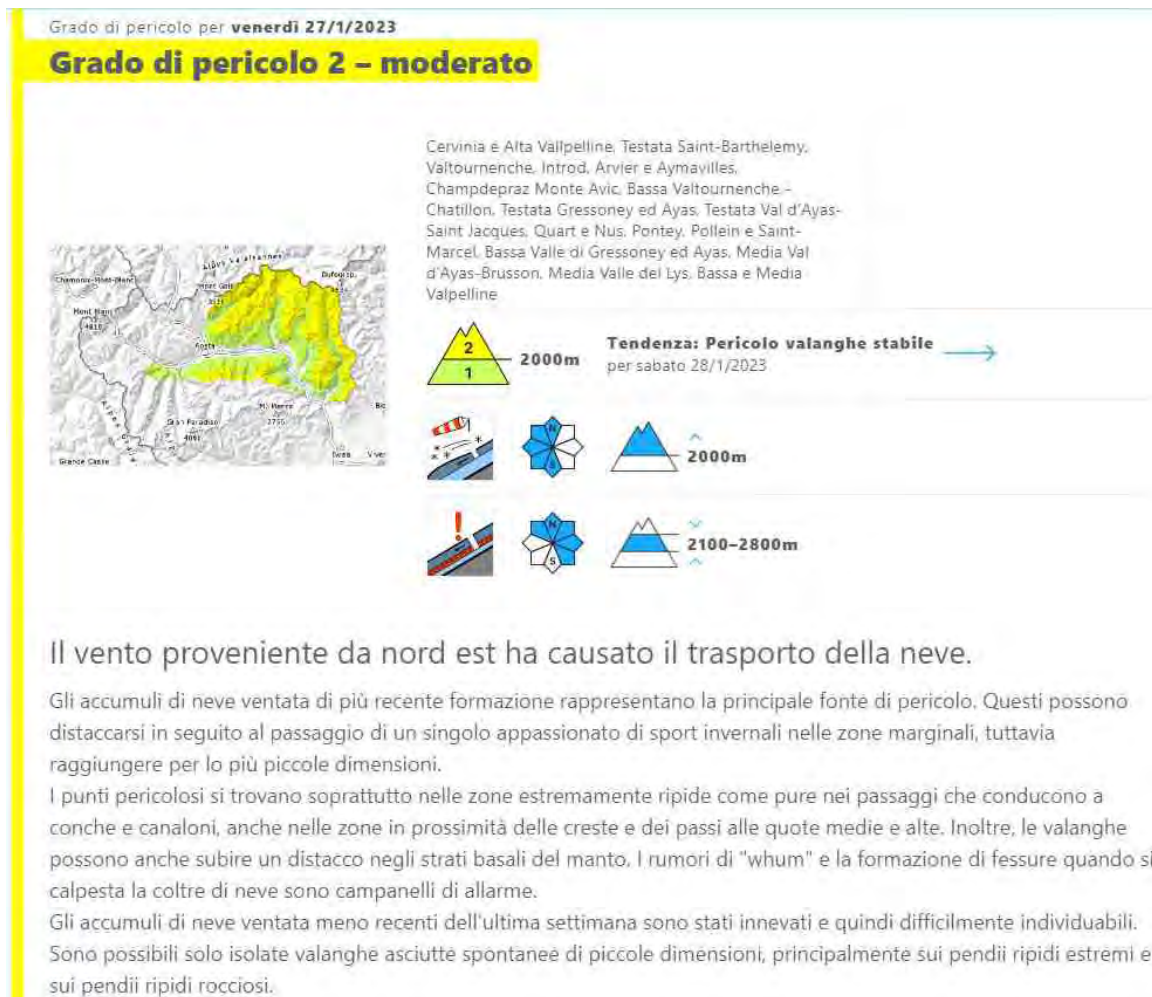 Grado di pericolo per venerdì 27/1/2023
Grado di pericolo 2 – moderato
Cervinia e Alta Vallpelline, Testata Saint-Barthelemy,
Valtournenche, Introd, Arvier e Aymavilles,
Champdepraz Monte Avic, Bassa Valtournenche -
Chatillon, Testata Gressoney ed Ayas, Testata Val d'Ayas-
Saint Jacques, Quart e Nus, Pontey, Pollein e Saint-
Marcel, Bassa Valle di Gressoney ed Ayas, Media Val
d'Ayas-Brusson, Media Valle del Lys, Bassa e Media
Valpelline
Chamonix-Mont-Blanc
Dufoursp.
Mont Blanc
4810
Aosta
Gran Paradiso
4061
Grande Casse
Ivrea
2
1
2000m
Tendenza: Pericolo valanghe stabile
per sabato 28/1/2023
N
S
2000m
N
S
2100–2800m
Il vento proveniente da nord est ha causato il trasporto della neve.
Gli accumuli di neve ventata di più recente formazione rappresentano la principale fonte di pericolo. Questi possono
distaccarsi in seguito al passaggio di un singolo appassionato di sport invernali nelle zone marginali, tuttavia
raggiungere per lo più piccole dimensioni.
I punti pericolosi si trovano soprattutto nelle zone estremamente ripide come pure nei passaggi che conducono a
conche e canaloni, anche nelle zone in prossimità delle creste e dei passi alle quote medie e alte. Inoltre, le valanghe
possono anche subire un distacco negli strati basali del manto. I rumori di "whum" e la formazione di fessure quando si
calpesta la coltre di neve sono campanelli di allarme.
Gli accumuli di neve ventata meno recenti dell'ultima settimana sono stati innevati e quindi difficilmente individuabili.
Sono possibili solo isolate valanghe asciutte spontanee di piccole dimensioni, principalmente sui pendii ripidi estremi e
sui pendii ripidi rocciosi.